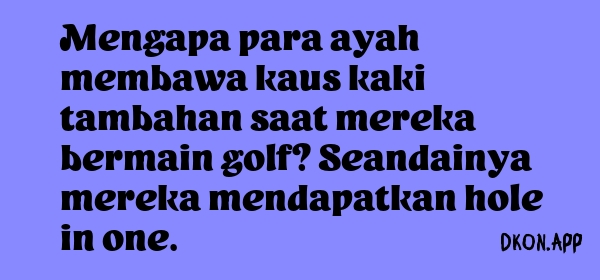 Mengapa para ayah
membawa kaus kaki
tambahan saat mereka
bermain golf? Seandainya
mereka mendapatkan hole
in one.
DKON.APP